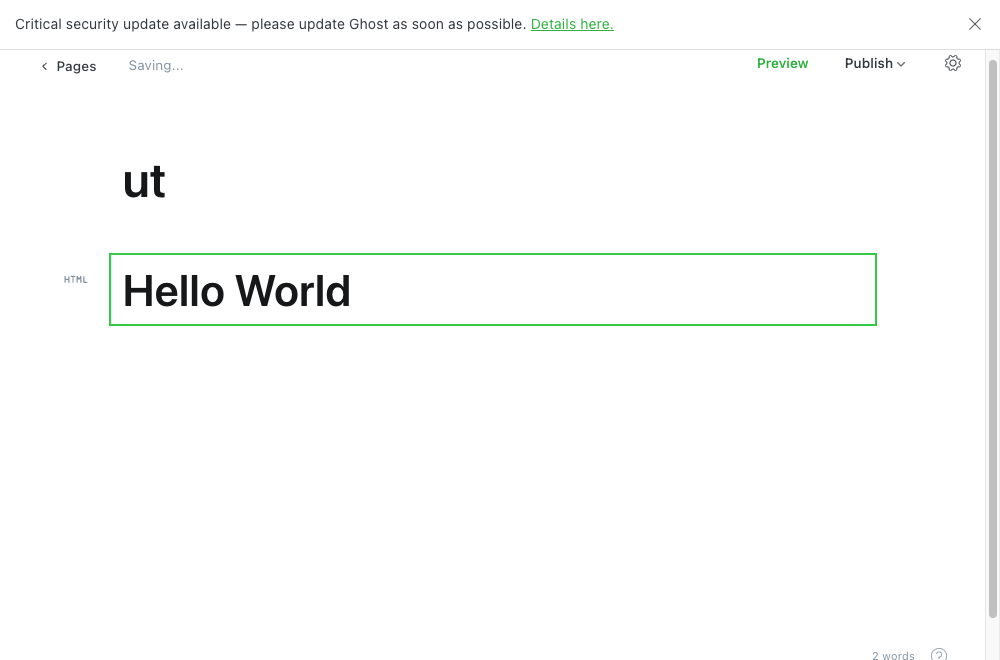 Critical security update available — please update Ghost as soon as possible. Details here.
Pages Saving... Preview Publish
ut
HTML
Hello World
2 words ?